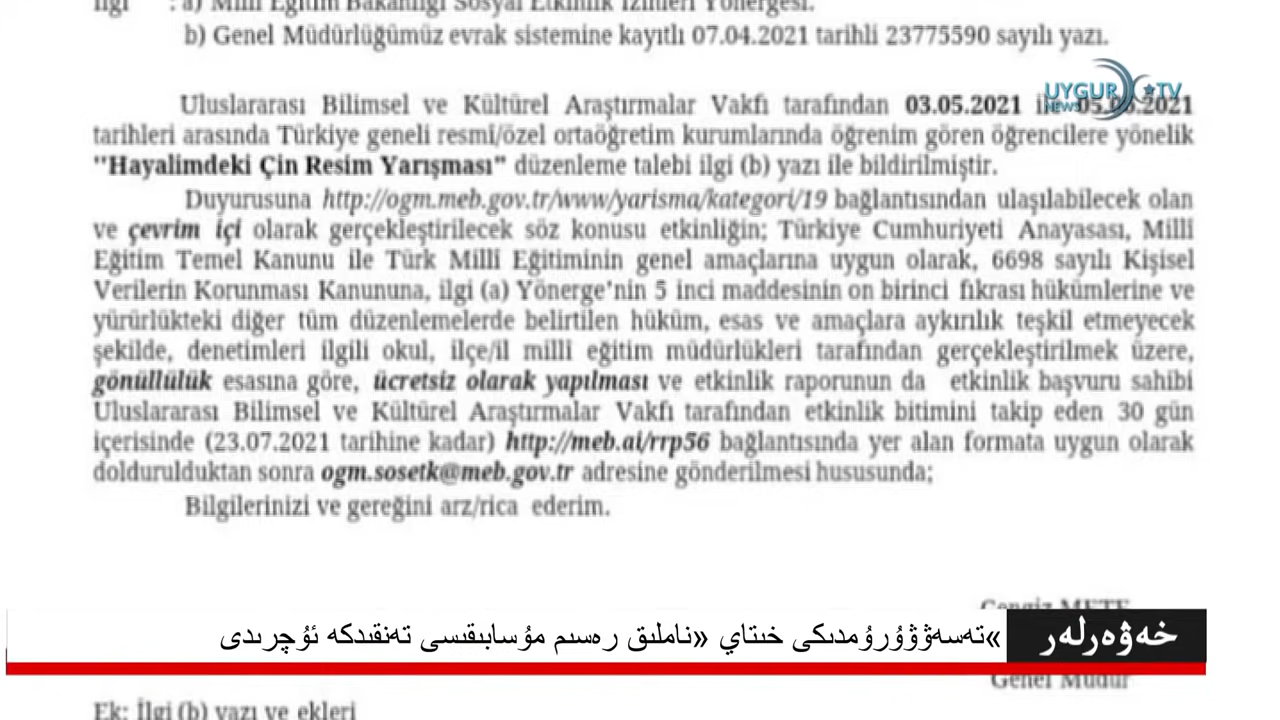 İlgi : a) Milli Eğitim Bakanlığı Sosyal Etkinlik İzinleri Yönergesi.
b) Genel Müdürlüğümüz evrak sistemine kayıtlı 07.04.2021 tarihli 23775590 sayılı yazı.
UYGUR TV
NEWS
Uluslararası Bilimsel ve Kültürel Araştırmalar Vakfı tarafından 03.05.2021 ile 05.06.2021
tarihleri arasında Türkiye geneli resmi/özel ortaöğretim kurumlarında öğrenim gören öğrencilere yönelik
"Hayalimdeki Çin Resim Yarışması" düzenleme talebi ilgi (b) yazı ile bildirilmiştir.
Duyurusuna http://ogm.meb.gov.tr/www/yarisma/kategori/19 bağlantısından ulaşılabilecek olan
ve çevrim içi olarak gerçekleştirilecek söz konusu etkinliğin; Türkiye Cumhuriyeti Anayasası, Milli
Eğitim Temel Kanunu ile Türk Milli Eğitiminin genel amaçlarına uygun olarak, 6698 sayılı Kişisel
Verilerin Korunması Kanununa, ilgi (a) Yönerge'nin 5 inci maddesinin on birinci fıkrası hükümlerine ve
yürürlükteki diğer tüm düzenlemelerde belirtilen hüküm, esas ve amaçlara aykırılık teşkil etmeyecek
şekilde, denetimleri ilgili okul, ilçe/il milli eğitim müdürlükleri tarafından gerçekleştirilmek üzere,
gönüllülük esasına göre, ücretsiz olarak yapılması ve etkinlik raporunun da etkinlik başvuru sahibi
Uluslararası Bilimsel ve Kültürel Araştırmalar Vakfı tarafından etkinlik bitimini takip eden 30 gün
içerisinde (23.07.2021 tarihine kadar) http://meb.ai/rrp56 bağlantısında yer alan formata uygun olarak
doldurulduktan sonra ogm.sosetk@meb.gov.tr adresine gönderilmesi hususunda;
Bilgilerinizi ve gereğini arz/rica ederim.
Cengiz METE
خەۋەرلەر
»تەسەۋۋۇرۇمدىكى خىتاي «ناملىق رەسىم مۇسابىقىسى تەنقىدكە ئۇچرىدى
Genel Müdür
Ek: İlgi (b) yazı ve ekleri